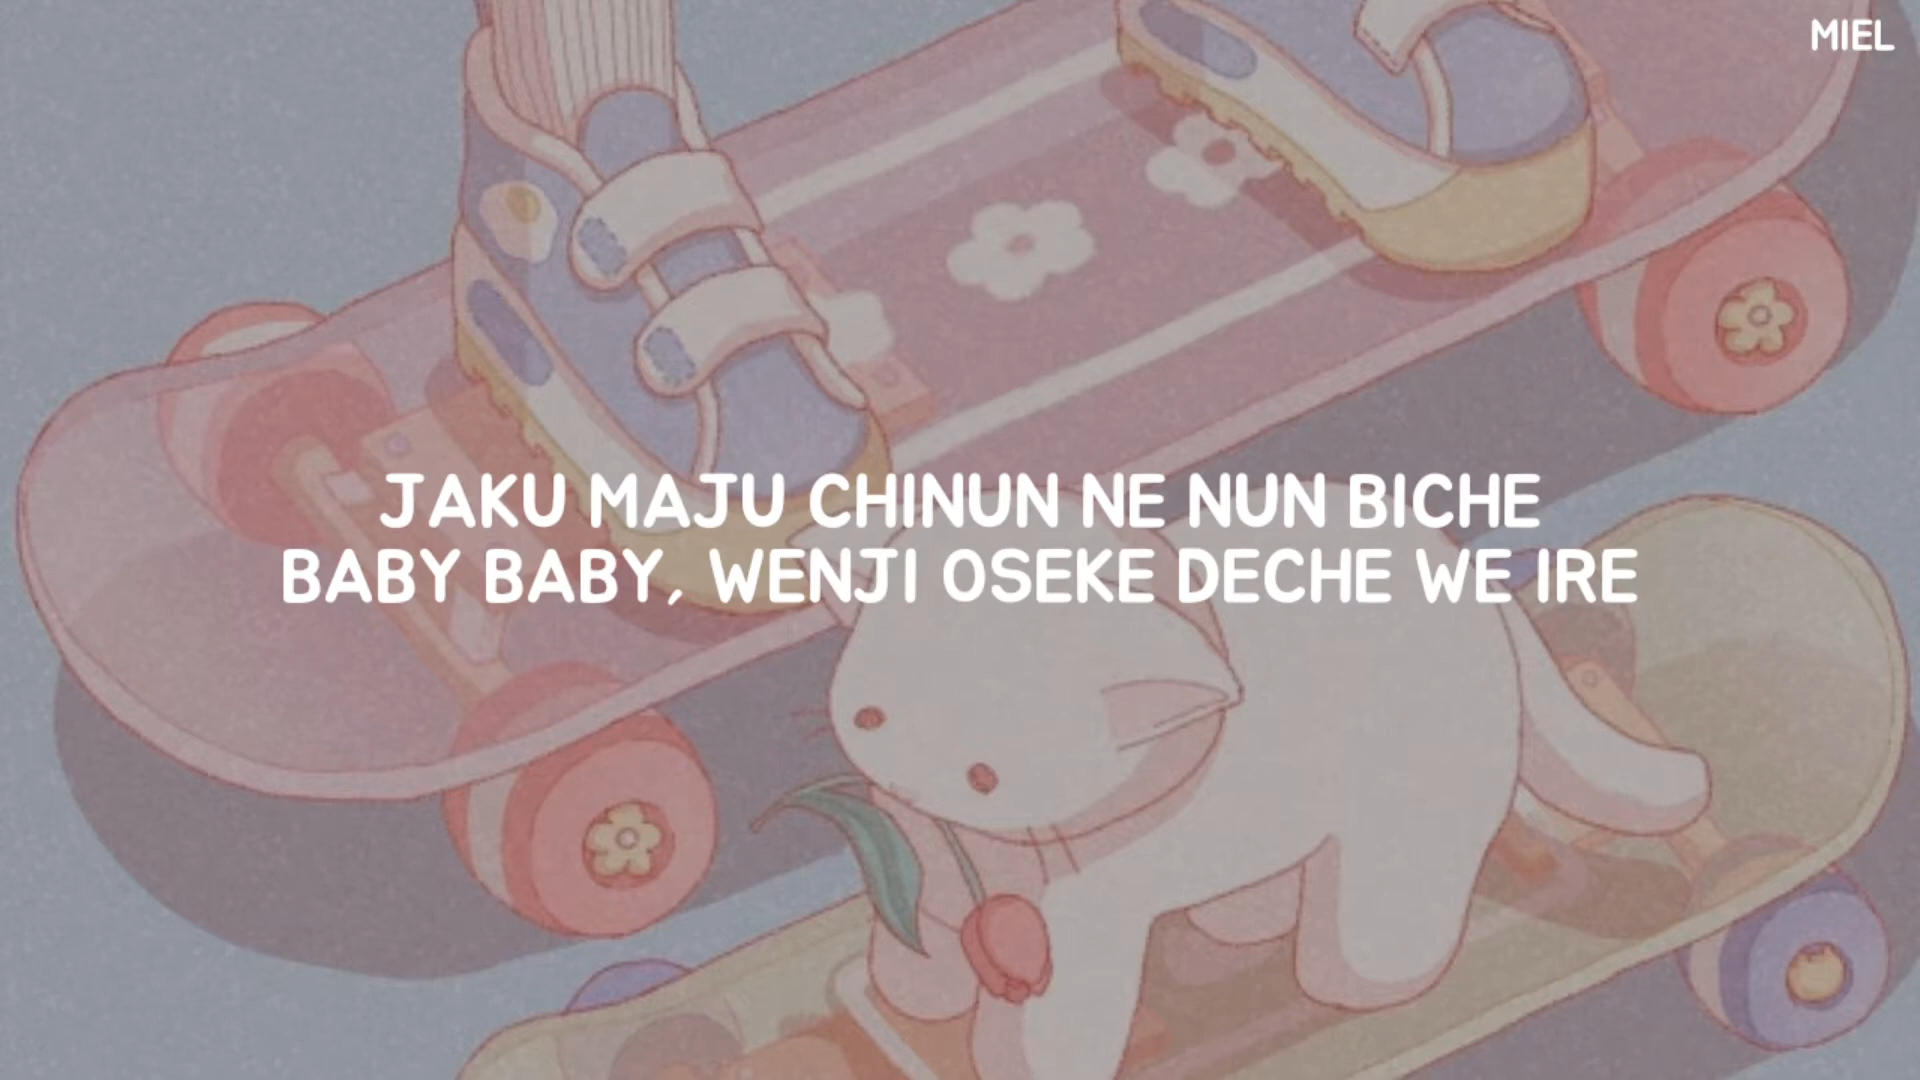 MIEL
JAKU MAJU CHINUN NE NUN BICHE
BABY BABY, WENJI OSEKE DECHE WE IRE